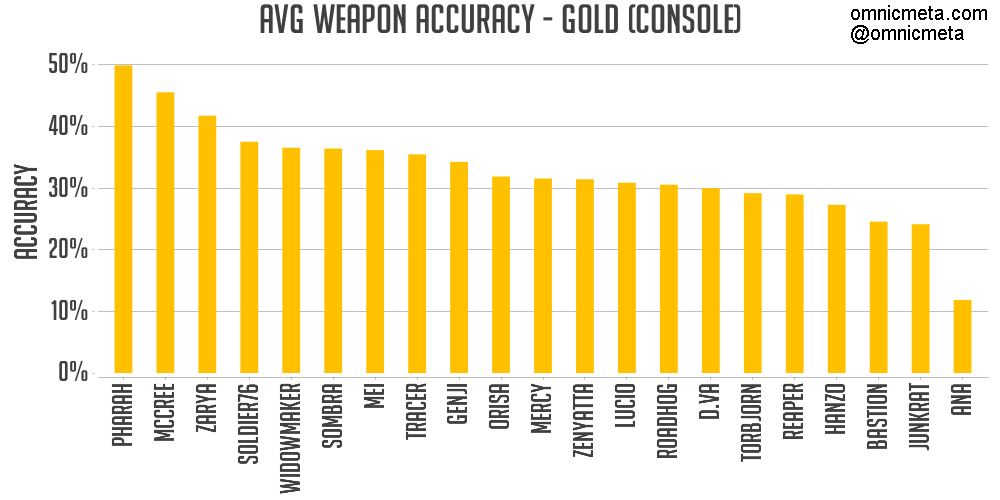 AVG WEAPON ACCURACY - GOLD (CONSOLE)
omnicmeta.com
@omnicmeta
ACCURACY
50%
40%
30%
20%
10%
0%
PHARAH
MCCREE
ZARYA
SOLDIER76
WIDOWMAKER
SOMBRA
MEI
TRACER
GENJI
ORISA
MERCY
ZENYATTA
LUCIO
ROADHOG
D.VA
TORBJORN
REAPER
HANZO
BASTION
JUNKRAT
ANA